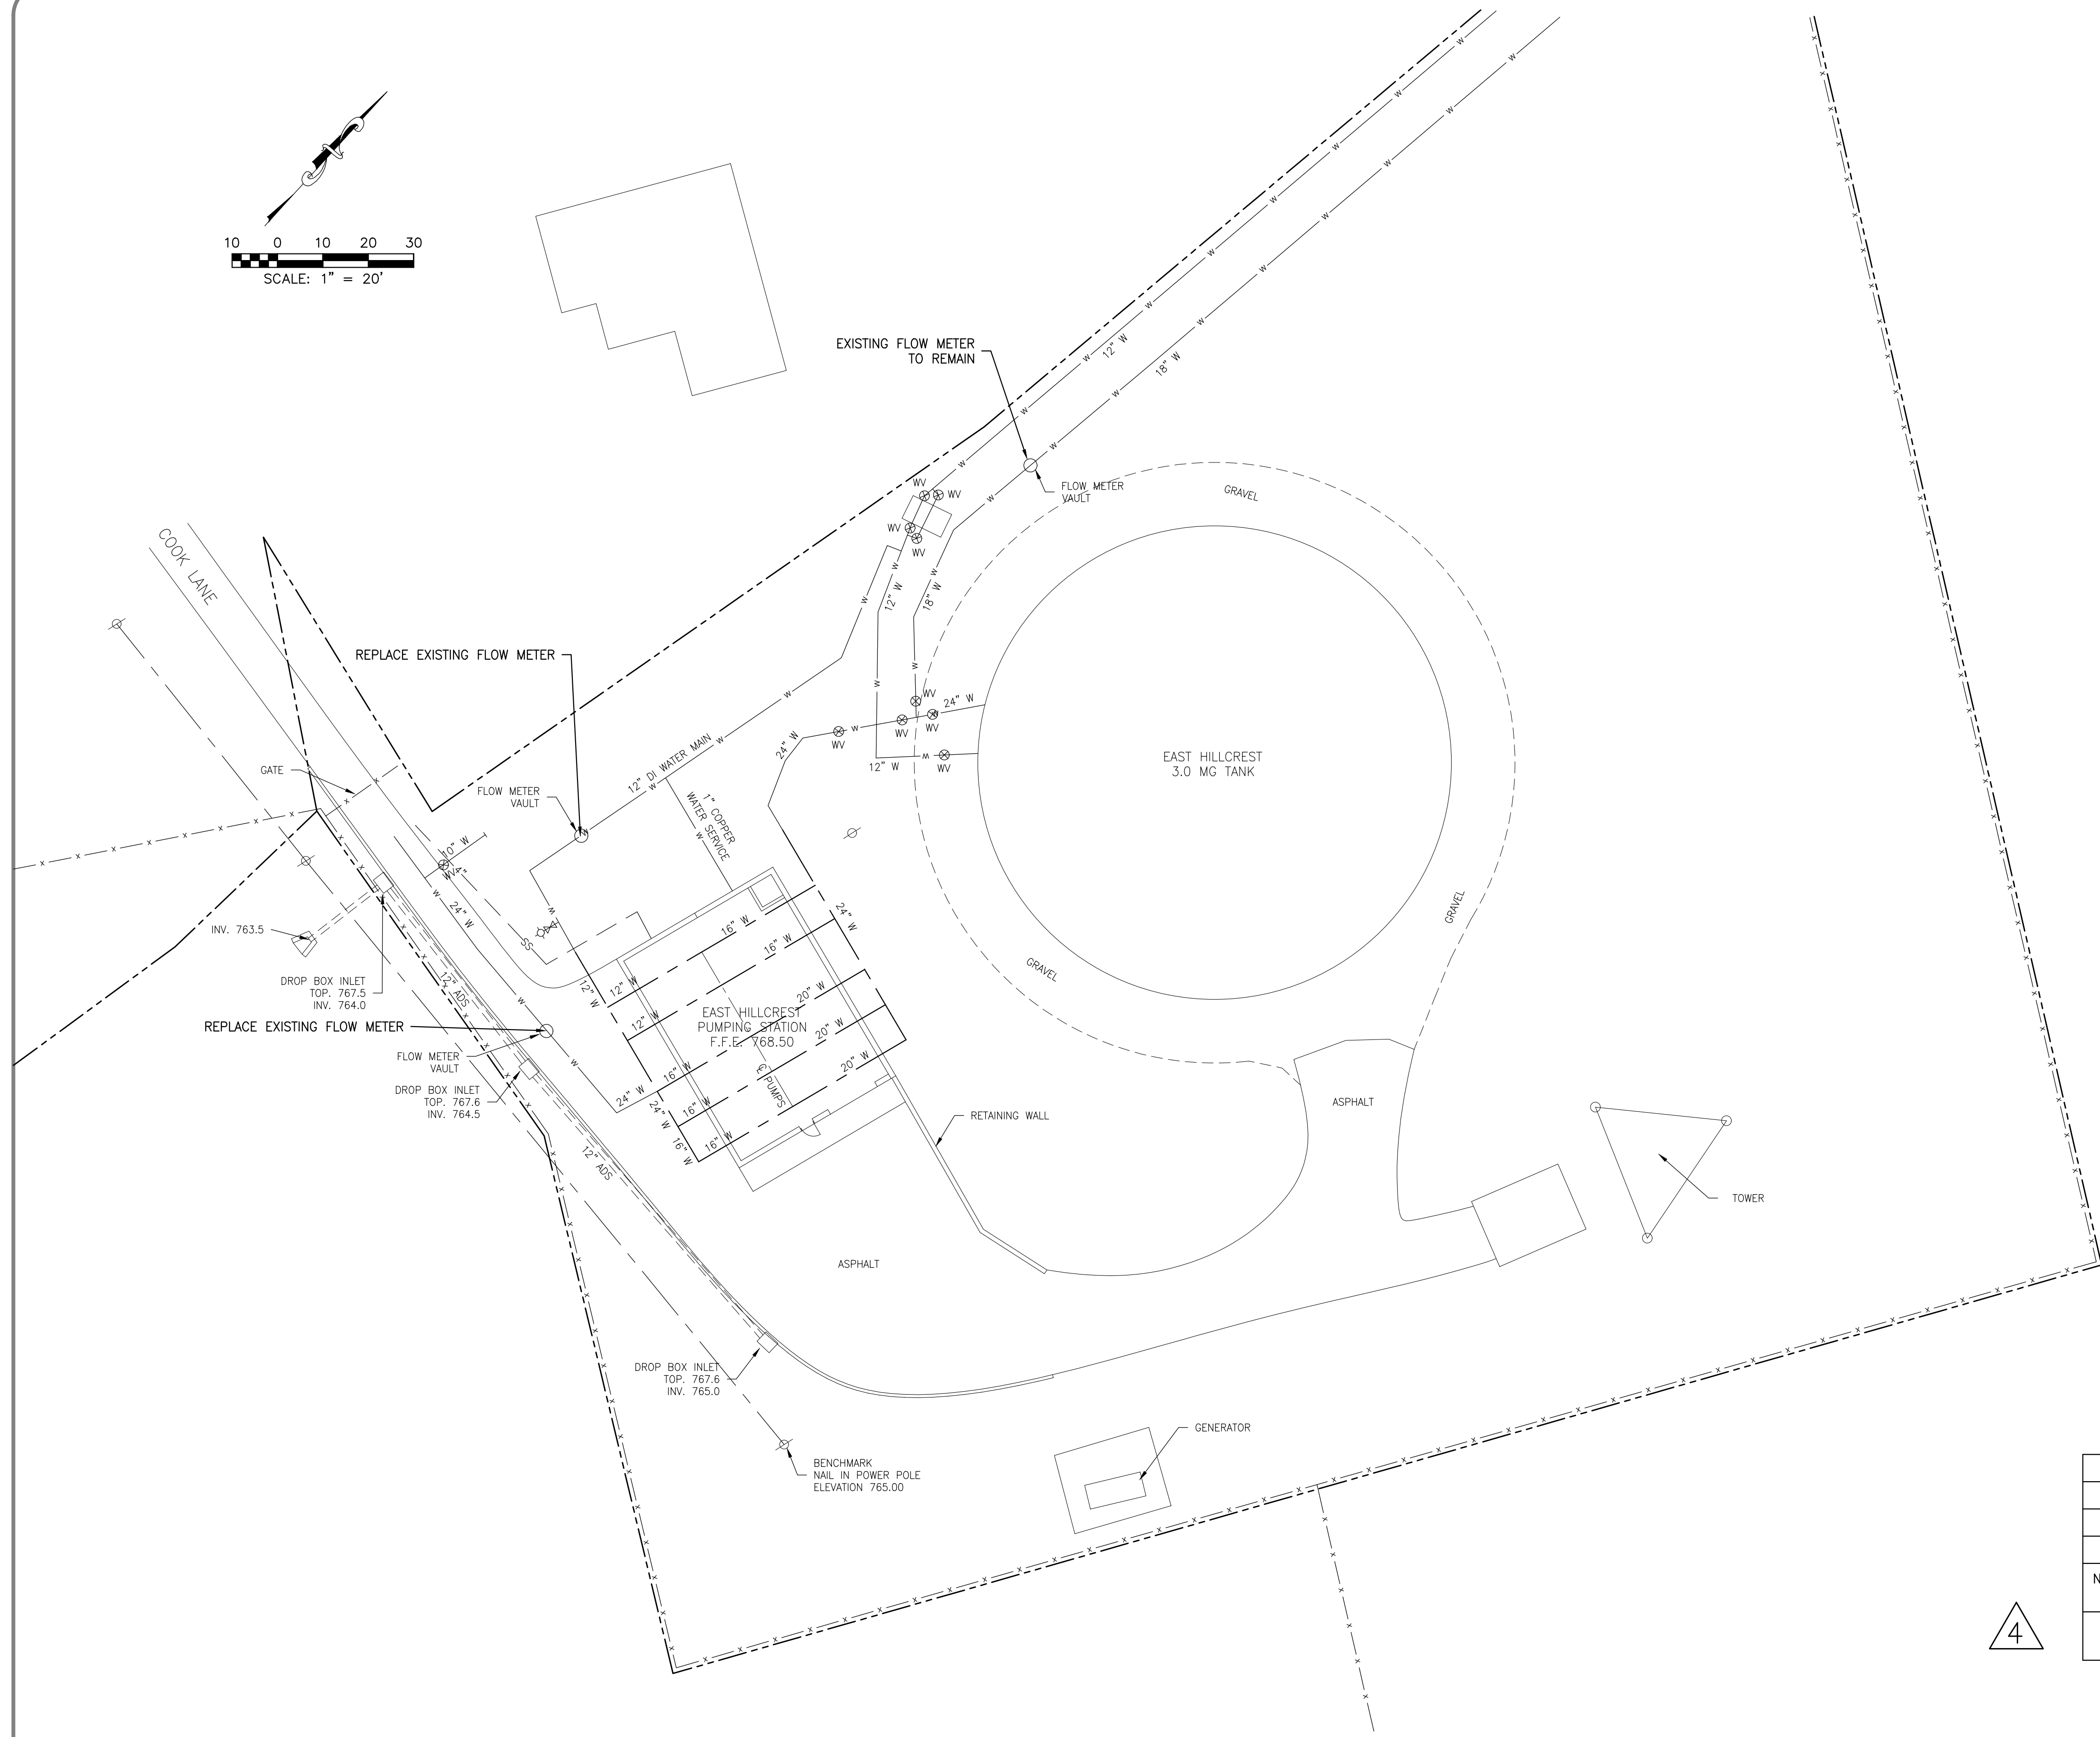 10 0 10 20 30
SCALE: 1" = 20'
EXISTING FLOW METER
TO REMAIN
12" W
18" W
FLOW METER
VAULT
GRAVEL
WV
WV
WV
WV
12" W
18" W
COOK LANE
REPLACE EXISTING FLOW METER
24" W
WV
WV
WV
WV
24" W
12" W
WV
12" DI WATER MAIN
EAST HILLCREST
3.0 MG TANK
GATE
FLOW METER
VAULT
1" COPPER
WATER SERVICE
10" W
WV4"
24" W
INV. 763.5
SS
16" W
16" W
24" W
GRAVEL
GRAVEL
DROP BOX INLET
TOP. 767.5
INV. 764.0
12" ADS
12" W
12" W
12" W
20" W
EAST HILLCREST
PUMPING STATION
F.F.E. 768.50
REPLACE EXISTING FLOW METER
FLOW METER
VAULT
20" W
20" W
℄ PUMPS
DROP BOX INLET
TOP. 767.6
INV. 764.5
24" W
16" W
16" W
24" W
16" W
16" W
RETAINING WALL
ASPHALT
12" ADS
TOWER
ASPHALT
DROP BOX INLET
TOP. 767.6
INV. 765.0
GENERATOR
BENCHMARK
NAIL IN POWER POLE
ELEVATION 765.00
N
4